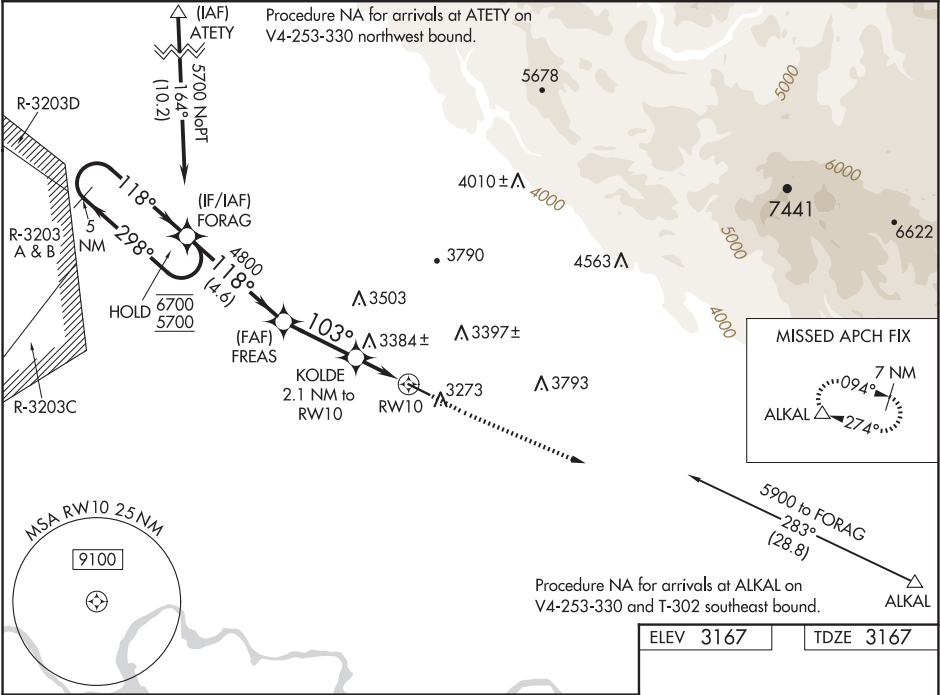 (IAF)
ATETY
Procedure NA for arrivals at ATETY on
V4-253-330 northwest bound.
5700 NoPT
164°
(10.2)
R-3203D
5678
5000
6000
4010±
4000
7441
6622
5000
118°
(IF/IAF)
FORAG
R-3203
A & B
5
NM
298°
4800
118°
(4.6)
3790
4563
HOLD
6700
5700
3503
4000
(FAF)
FREAS
103°
3384±
3397±
MISSED APCH FIX
7 NM
094°
ALKAL
274°
KOLDE
2.1 NM to
RW10
RW10
3273
3793
R-3203C
5900 to FORAG
283°
(28.8)
ALKAL
MSA RW10 25 NM
9100
Procedure NA for arrivals at ALKAL on
V4-253-330 and T-302 southeast bound.
ELEV 3167
TDZE 3167